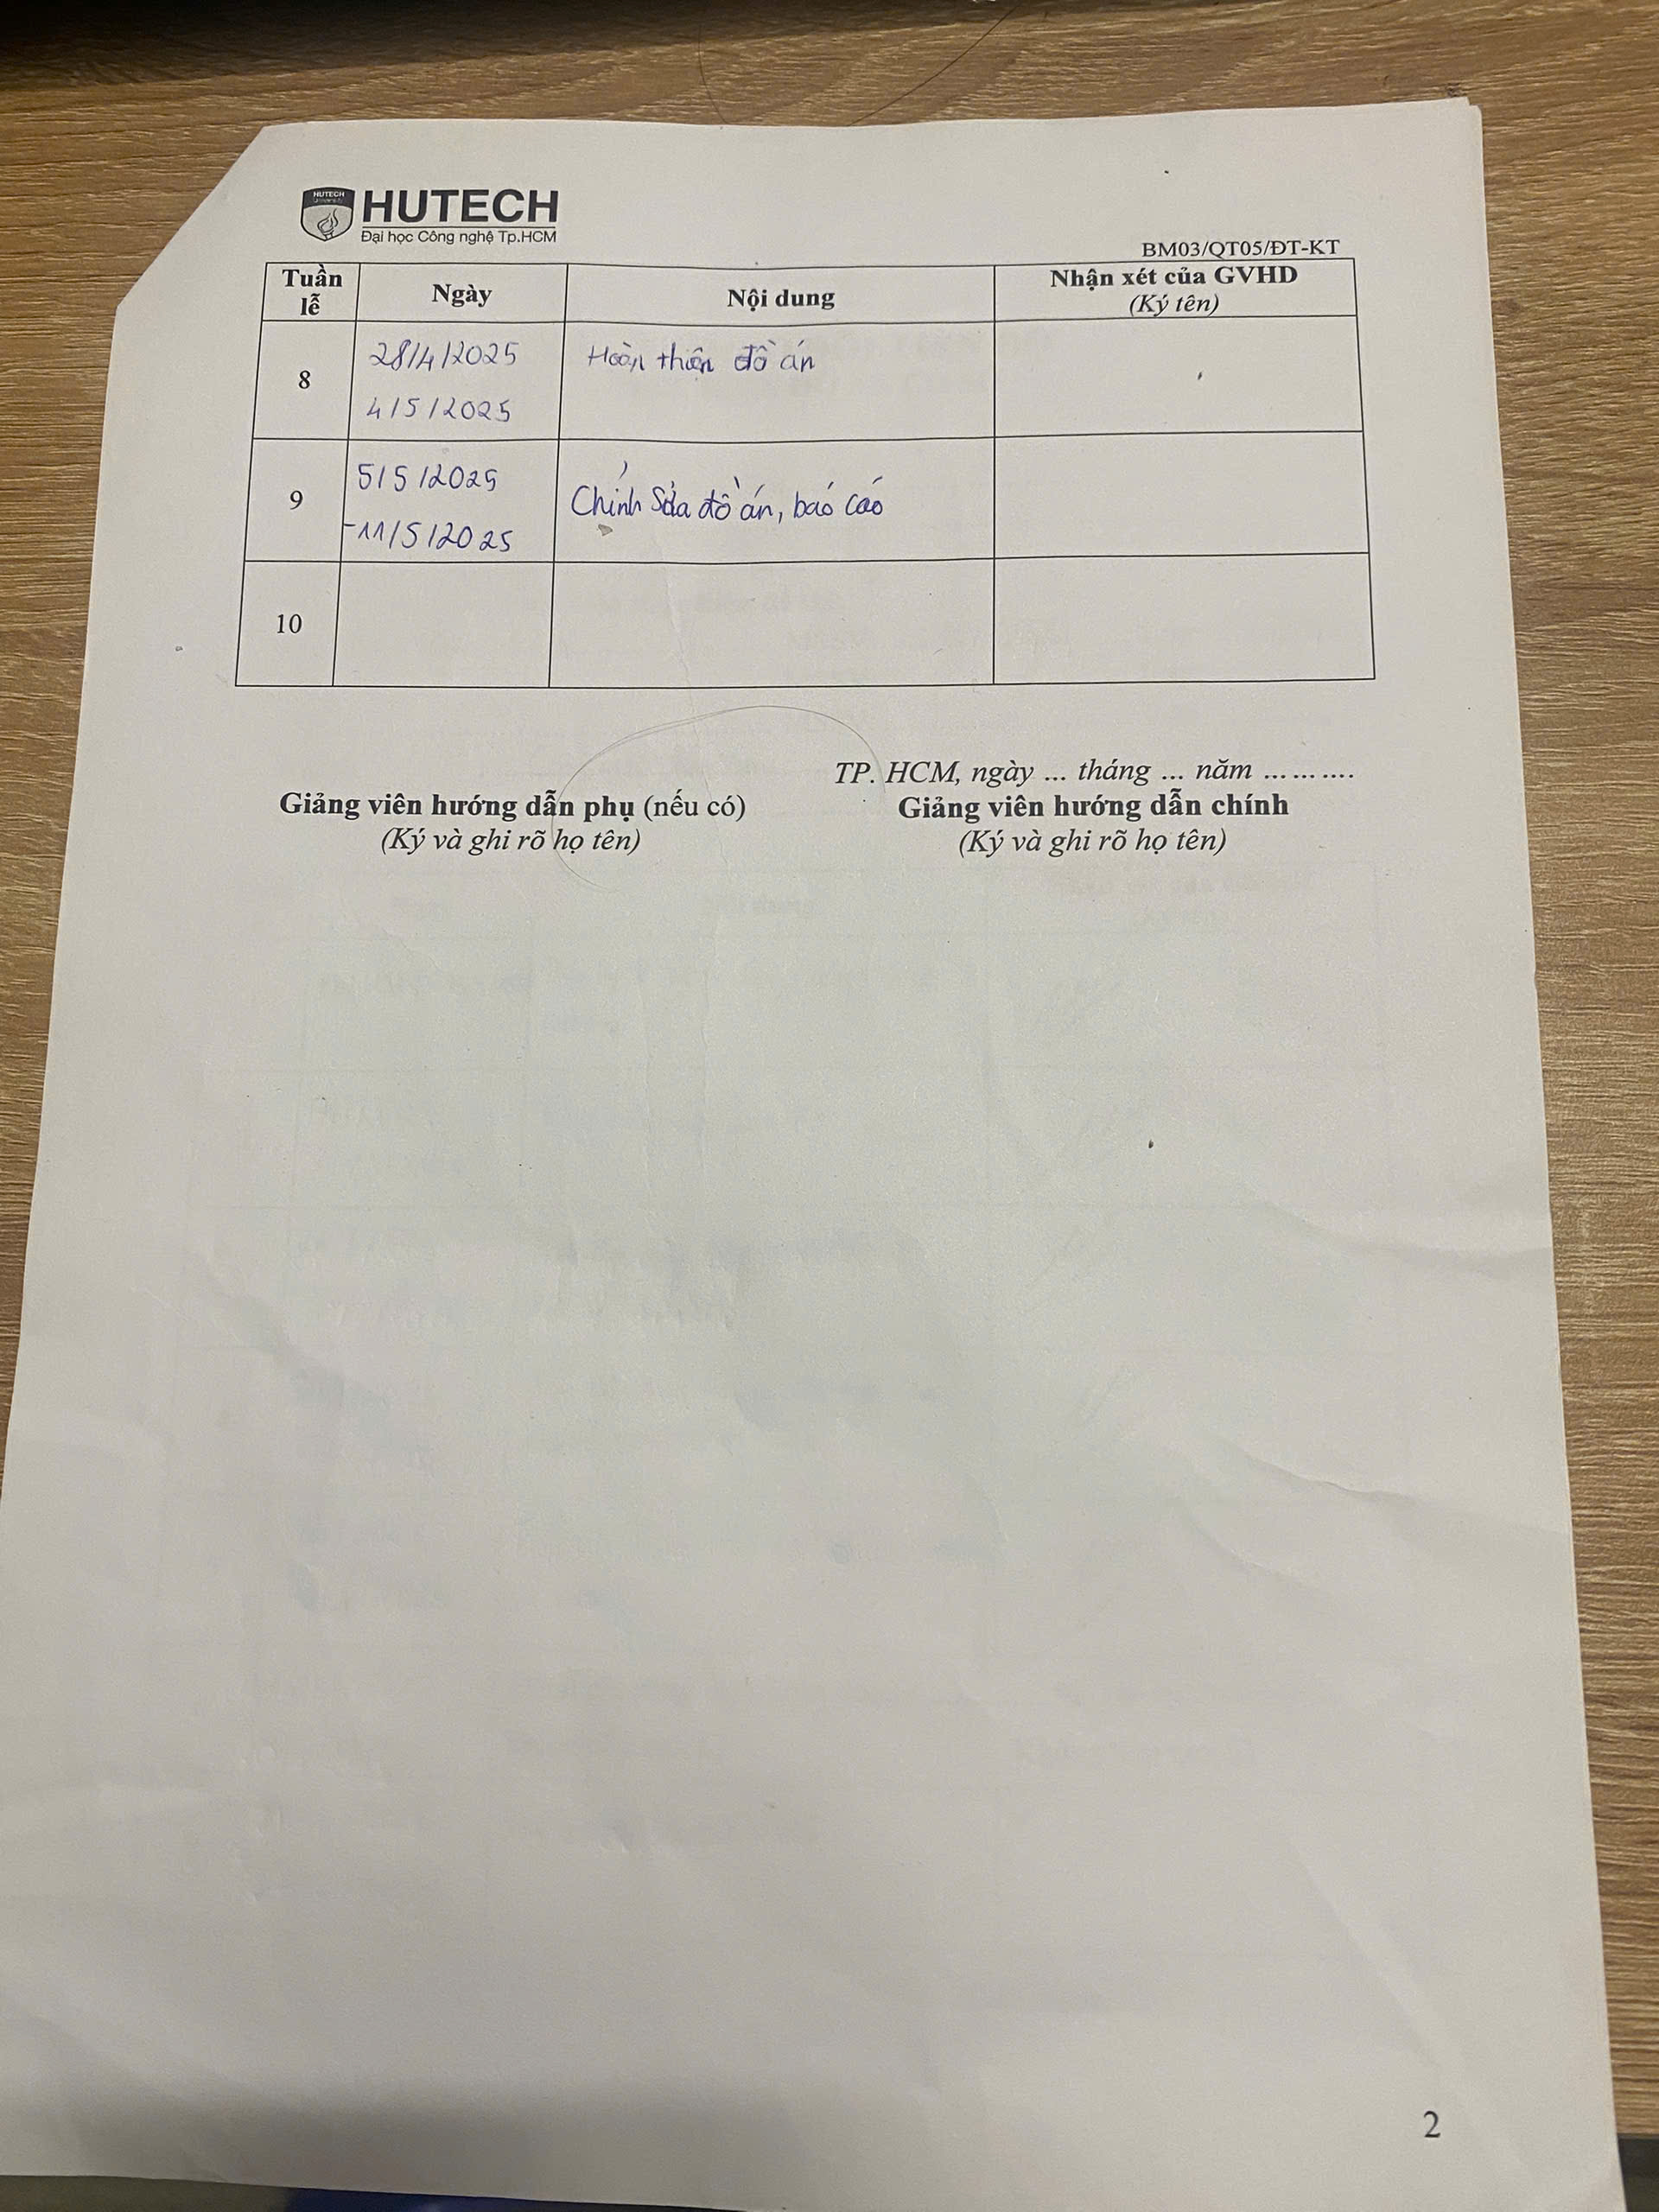 HUTECH
University
HUTECH
Đại học Công nghệ Tp.HCM
BM03/QT05/ĐT-KT
Tuần lễ
Ngày
Nội dung
Nhận xét của GVHD
(Ký tên)
8
28/4/2025
4/5/2025
Hoàn thiện đồ án
9
5/5/2025
-11/5/2025
Chỉnh sửa đồ án, báo cáo
10
TP. HCM, ngày ... tháng ... năm ... ... ....
Giảng viên hướng dẫn phụ (nếu có)
(Ký và ghi rõ họ tên)
Giảng viên hướng dẫn chính
(Ký và ghi rõ họ tên)
2